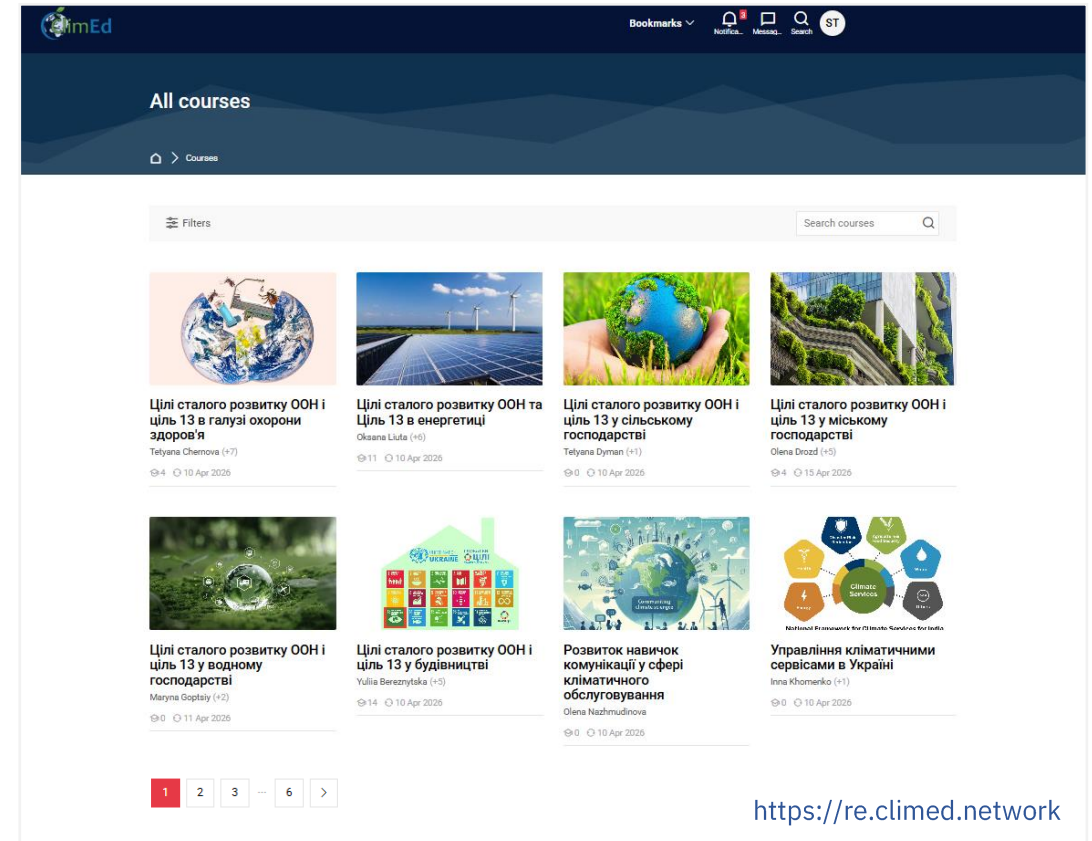 ClimEd
Bookmarks
3
ST
Notifica...
Messag...
Search
All courses
Courses
Filters
Search courses
Цілі сталого розвитку ООН і
ціль 13 в галузі охорони
здоров'я
Tetyana Chernova (+7)
4 10 Apr 2026
Цілі сталого розвитку ООН та
Ціль 13 в енергетиці
Oksana Liuta (+6)
11 10 Apr 2026
Цілі сталого розвитку ООН і
ціль 13 у сільському
господарстві
Tetyana Dyman (+1)
0 10 Apr 2026
Цілі сталого розвитку ООН і
ціль 13 у міському
господарстві
Olena Drozd (+5)
4 15 Apr 2026
UKRAINE
ЦІЛІ
Communicating
climate science
Climate
Services
National Framework for Climate Services for India
Цілі сталого розвитку ООН і
ціль 13 у водному
господарстві
Maryna Goptsiy (+2)
0 11 Apr 2026
Цілі сталого розвитку ООН і
ціль 13 у будівництві
Yuliia Bereznytska (+5)
14 10 Apr 2026
Розвиток навичок
комунікації у сфері
кліматичного
обслуговування
Olena Nazhmudinova
0 10 Apr 2026
Управління кліматичними
сервісами в Україні
Inna Khomenko (+1)
0 10 Apr 2026
1 2 3 ... 6
https://re.climed.network